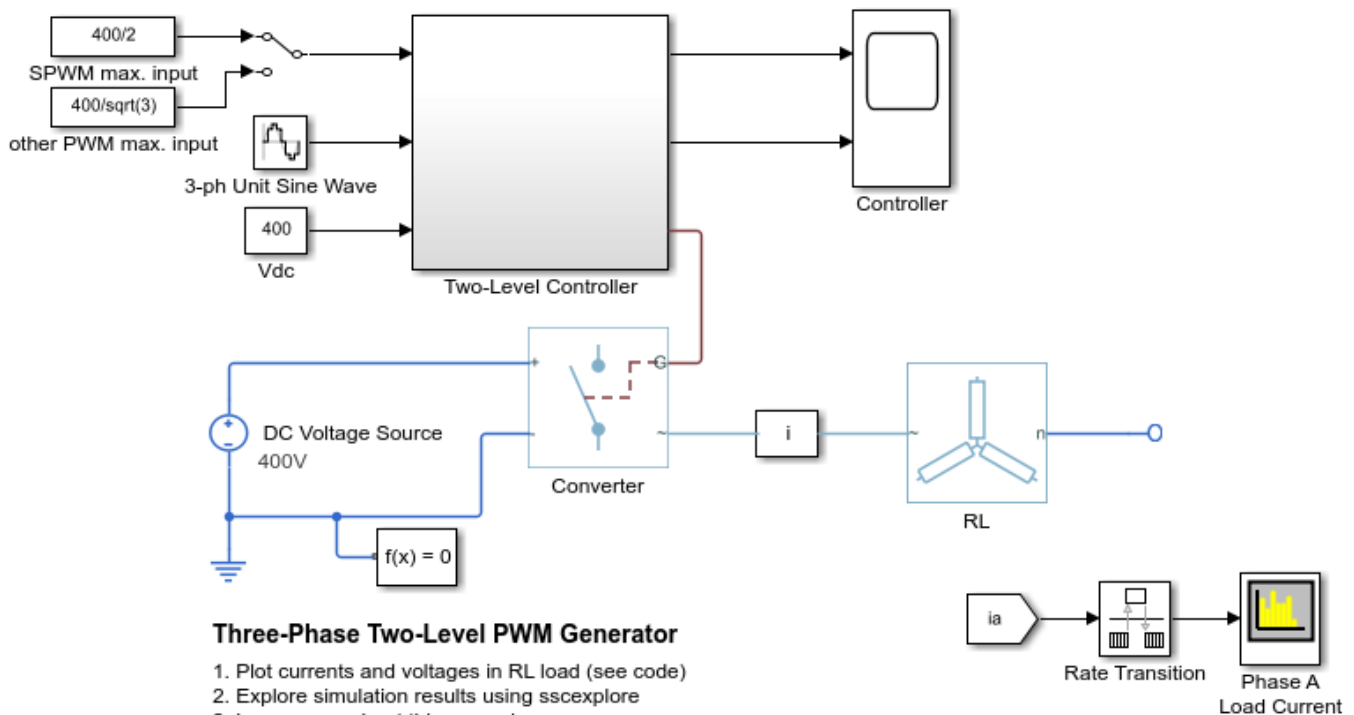 400/2
SPWM max. input
400/sqrt(3)
other PWM max. input
3-ph Unit Sine Wave
400
Vdc
Two-Level Controller
Controller
+
G
DC Voltage Source
400V
-
~
i
~
n
Converter
RL
f(x) = 0
ia
Rate Transition
Phase A
Load Current
Three-Phase Two-Level PWM Generator
1. Plot currents and voltages in RL load (see code)
2. Explore simulation results using sscexplore